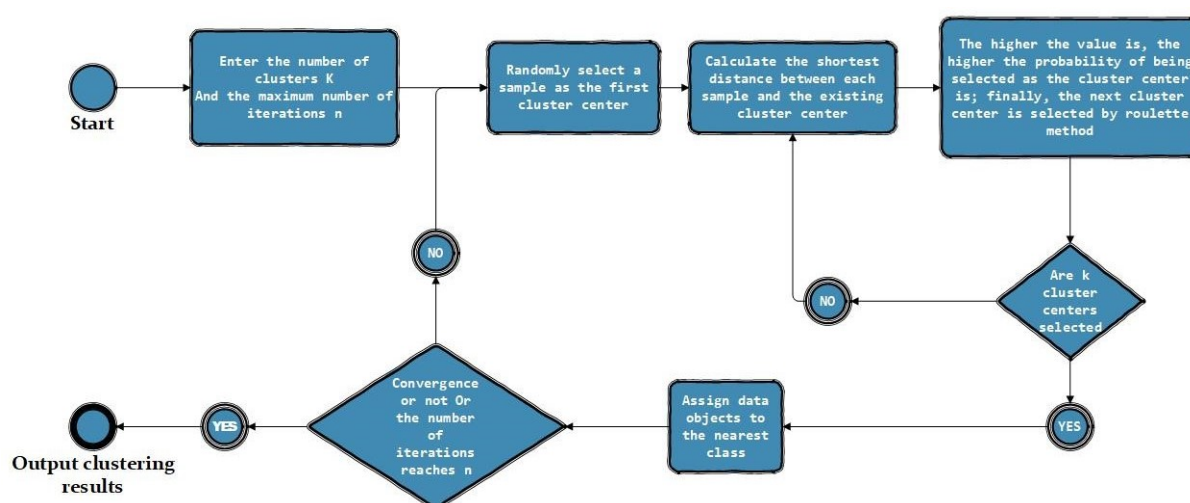 Start
Enter the number of
clusters K
And the maximum number of
iterations n
Randomly select a
sample as the first
cluster center
Calculate the shortest
distance between each
sample and the existing
cluster center
The higher the value is, the
higher the probability of being
selected as the cluster center
is; finally, the next cluster
center is selected by roulette
method
Are k
cluster
centers
selected
NO
YES
Assign data
objects to
the nearest
class
Convergence
or not Or
the number
of
iterations
reaches n
NO
YES
Output clustering
results